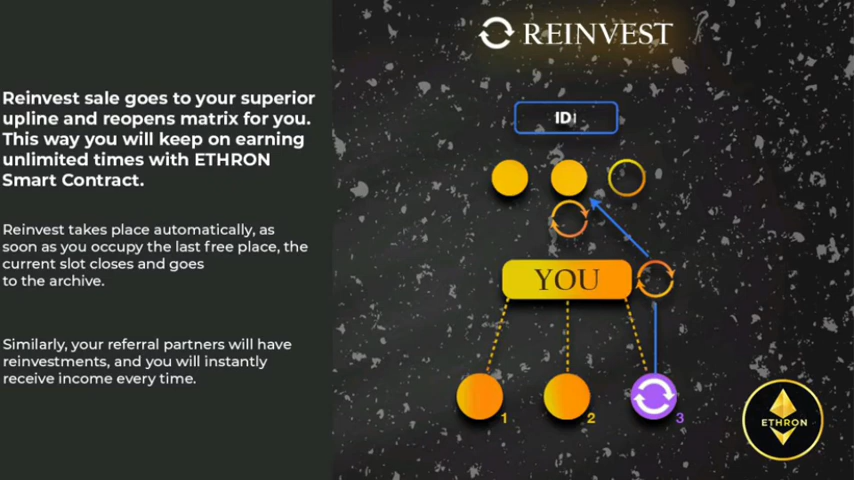 REINVEST
Reinvest sale goes to your superior
upline and reopens matrix for you.
This way you will keep on earning
unlimited times with ETHRON
Smart Contract.
Reinvest takes place automatically, as
soon as you occupy the last free place, the
current slot closes and goes
to the archive.
Similarly, your referral partners will have
reinvestments, and you will instantly
receive income every time.
IDi
YOU
1
2
3
ETHRON